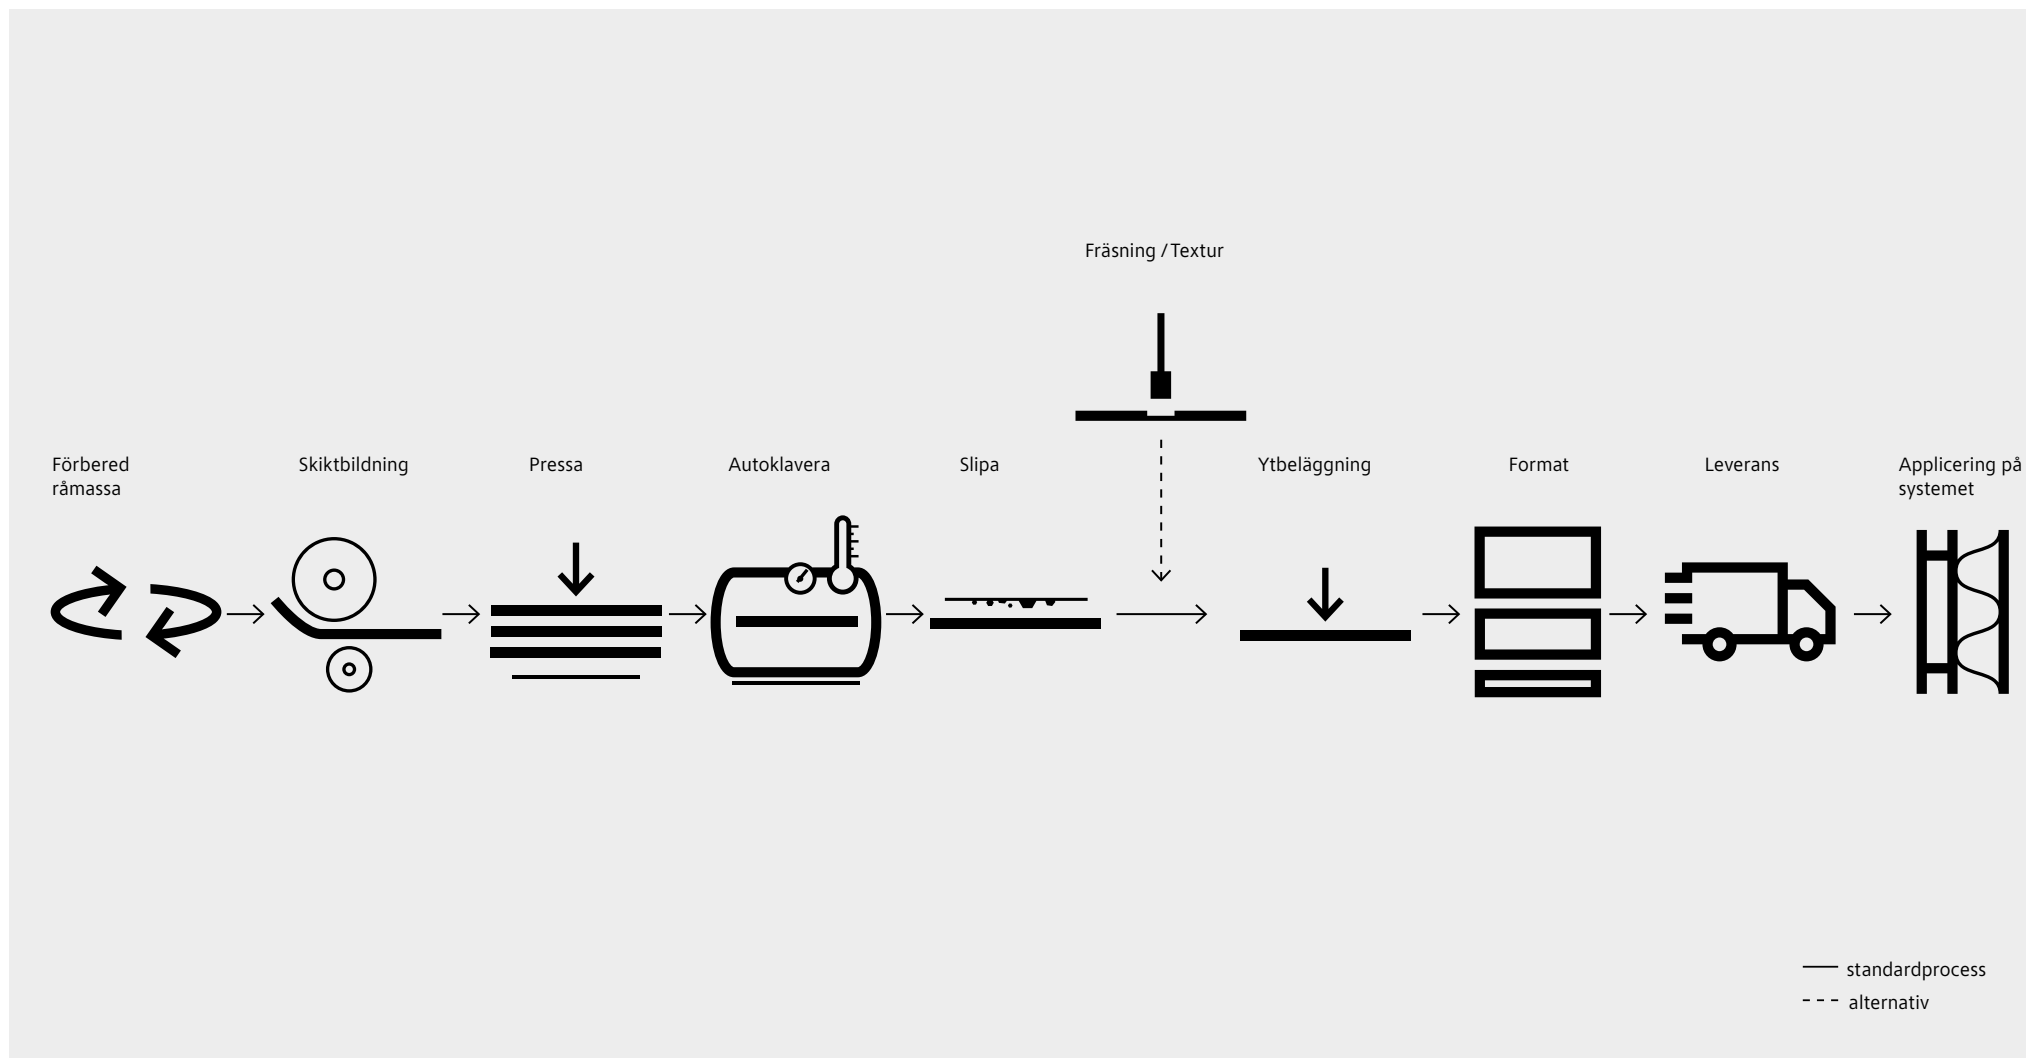 Fräsning / Textur
Förbered
råmassa
Skiktbildning
Pressa
Autoklavera
Slipa
Ytbeläggning
Format
Leverans
Applicering på
systemet
standardprocess
alternativ